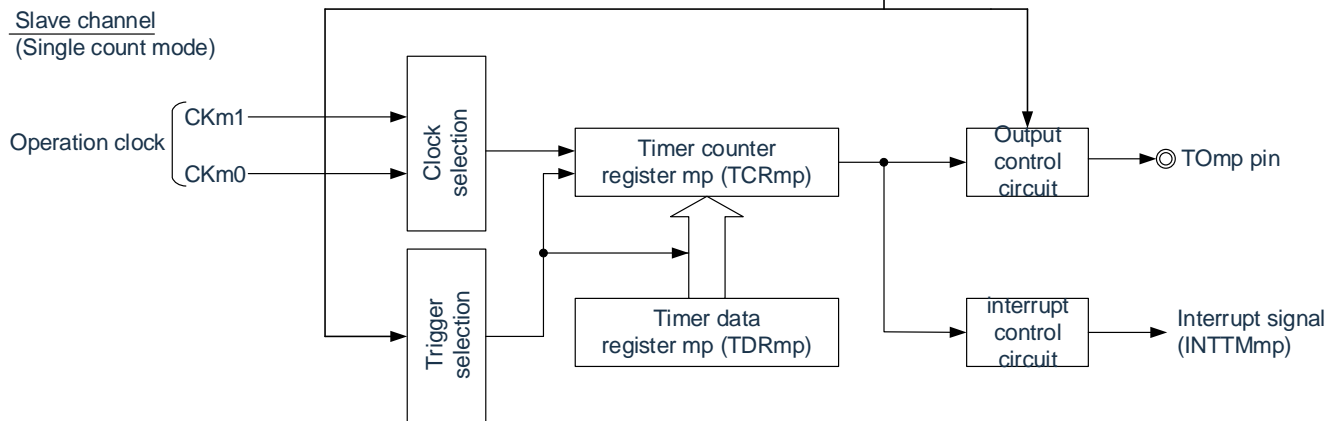 Slave channel
(Single count mode)
Operation clock
CKm1
CKm0
Clock
selection
Trigger
selection
Timer counter
register mp (TCRmp)
Timer data
register mp (TDRmp)
Output
control
circuit
TOmp pin
interrupt
control
circuit
Interrupt signal
(INTTMmp)